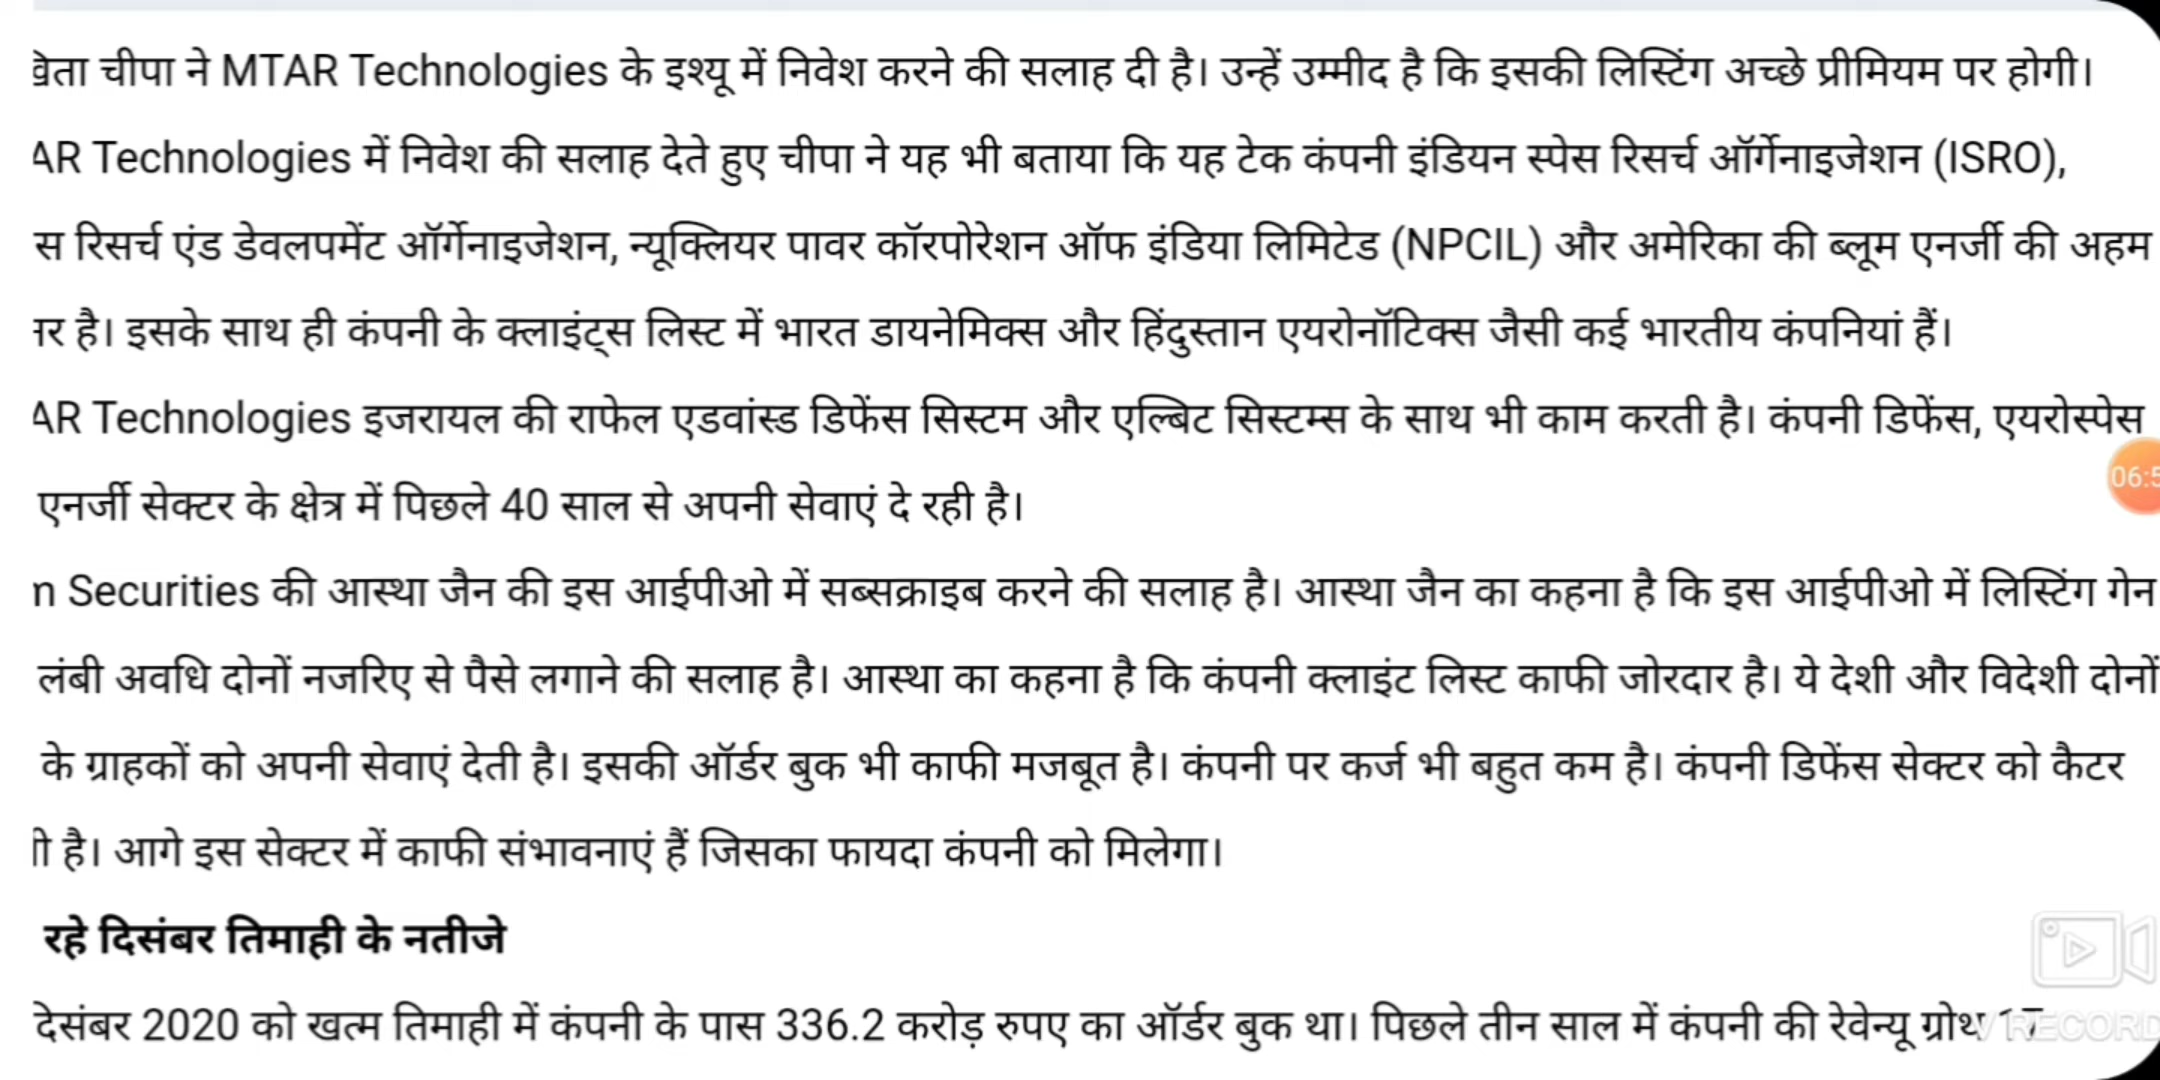 चीपा ने MTAR Technologies के इश्यू में निवेश करने की सलाह दी है। उन्हें उम्मीद है कि इसकी लिस्टिंग अच्छे प्रीमियम पर होगी।
AR Technologies में निवेश की सलाह देते हुए चीपा ने यह भी बताया कि यह टेक कंपनी इंडियन स्पेस रिसर्च ऑर्गेनाइजेशन (ISRO),
स रिसर्च एंड डेवलपमेंट ऑर्गेनाइजेशन, न्यूक्लियर पावर कॉरपोरेशन ऑफ इंडिया लिमिटेड (NPCIL) और अमेरिका की ब्लूम एनर्जी की अहम
है। इसके साथ ही कंपनी के क्लाइंट्स लिस्ट में भारत डायनेमिक्स और हिंदुस्तान एयरोनॉटिक्स जैसी कई भारतीय कंपनियां हैं।
AR Technologies इजरायल की राफेल एडवांस्ड डिफेंस सिस्टम और एल्बिट सिस्टम्स के साथ भी काम करती है। कंपनी डिफेंस, एयरोस्पेस
06:5
एनर्जी सेक्टर के क्षेत्र में पिछले 40 साल से अपनी सेवाएं दे रही है।
n Securities की आस्था जैन की इस आईपीओ में सब्सक्राइब करने की सलाह है। आस्था जैन का कहना है कि इस आईपीओ में लिस्टिंग गेन
लंबी अवधि दोनों नजरिए से पैसे लगाने की सलाह है। आस्था का कहना है कि कंपनी क्लाइंट लिस्ट काफी जोरदार है। ये देशी और विदेशी दोनों
के ग्राहकों को अपनी सेवाएं देती है। इसकी ऑर्डर बुक भी काफी मजबूत है। कंपनी पर कर्ज भी बहुत कम है। कंपनी डिफेंस सेक्टर को कैटर
है। आगे इस सेक्टर में काफी संभावनाएं हैं जिसका फायदा कंपनी को मिलेगा।
रहे दिसंबर तिमाही के नतीजे
2020 को खत्म तिमाही में कंपनी के पास 336.2 करोड़ रुपए का ऑर्डर बुक था। पिछले तीन साल में कंपनी की रेवेन्यू ग्रोथ 17
V RECORD